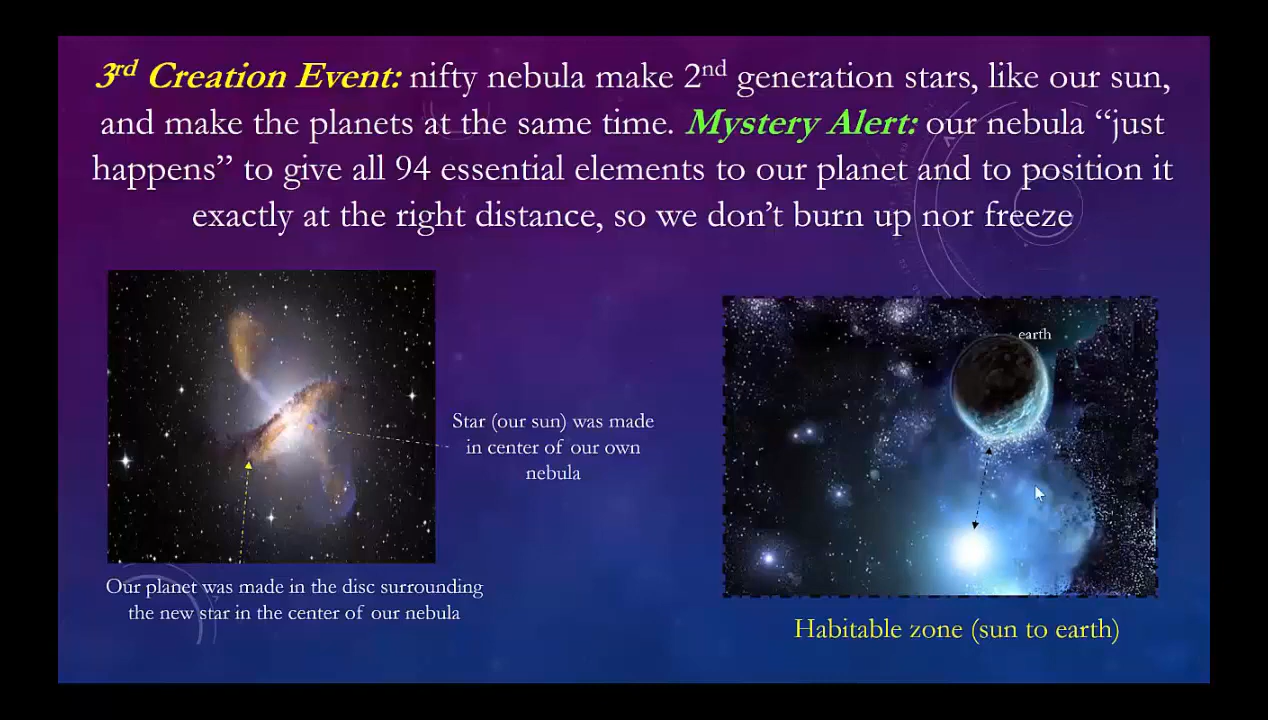 3rd Creation Event: nifty nebula make 2nd generation stars, like our sun,
and make the planets at the same time. Mystery Alert: our nebula “just
happens” to give all 94 essential elements to our planet and to position it
exactly at the right distance, so we don’t burn up nor freeze
earth
Star (our sun) was made
in center of our own
nebula
Our planet was made in the disc surrounding
the new star in the center of our nebula
Habitable zone (sun to earth)